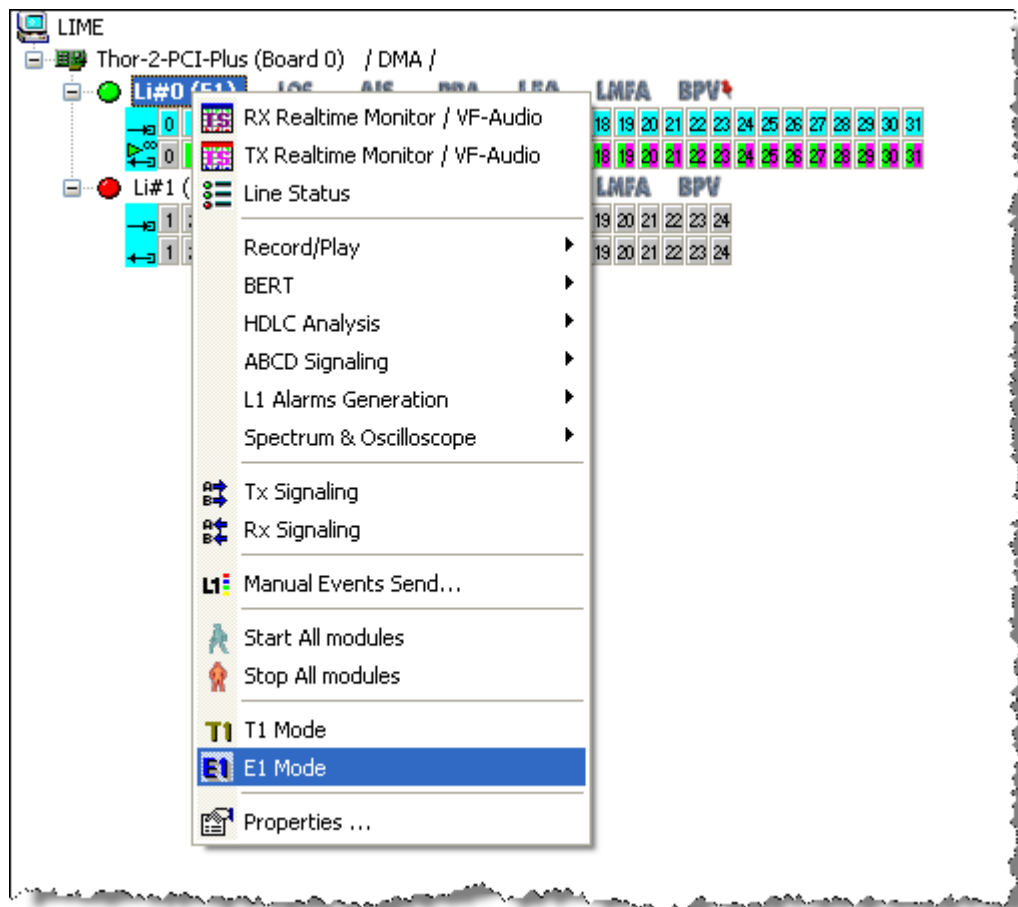 LIME
Thor-2-PCI-Plus (Board 0) / DMA /
Li#0 (E1) LOS AIS RRA LFA LMFA BPV
0 18 19 20 21 22 23 24 25 26 27 28 29 30 31
0 18 19 20 21 22 23 24 25 26 27 28 29 30 31
Li#1 ( LMFA BPV
1 19 20 21 22 23 24
1 19 20 21 22 23 24
TS RX Realtime Monitor / VF-Audio
TS TX Realtime Monitor / VF-Audio
Line Status
Record/Play
BERT
HDLC Analysis
ABCD Signaling
L1 Alarms Generation
Spectrum & Oscilloscope
A B Tx Signaling
A B Rx Signaling
L1 Manual Events Send...
Start All modules
Stop All modules
T1 T1 Mode
E1 E1 Mode
Properties ...